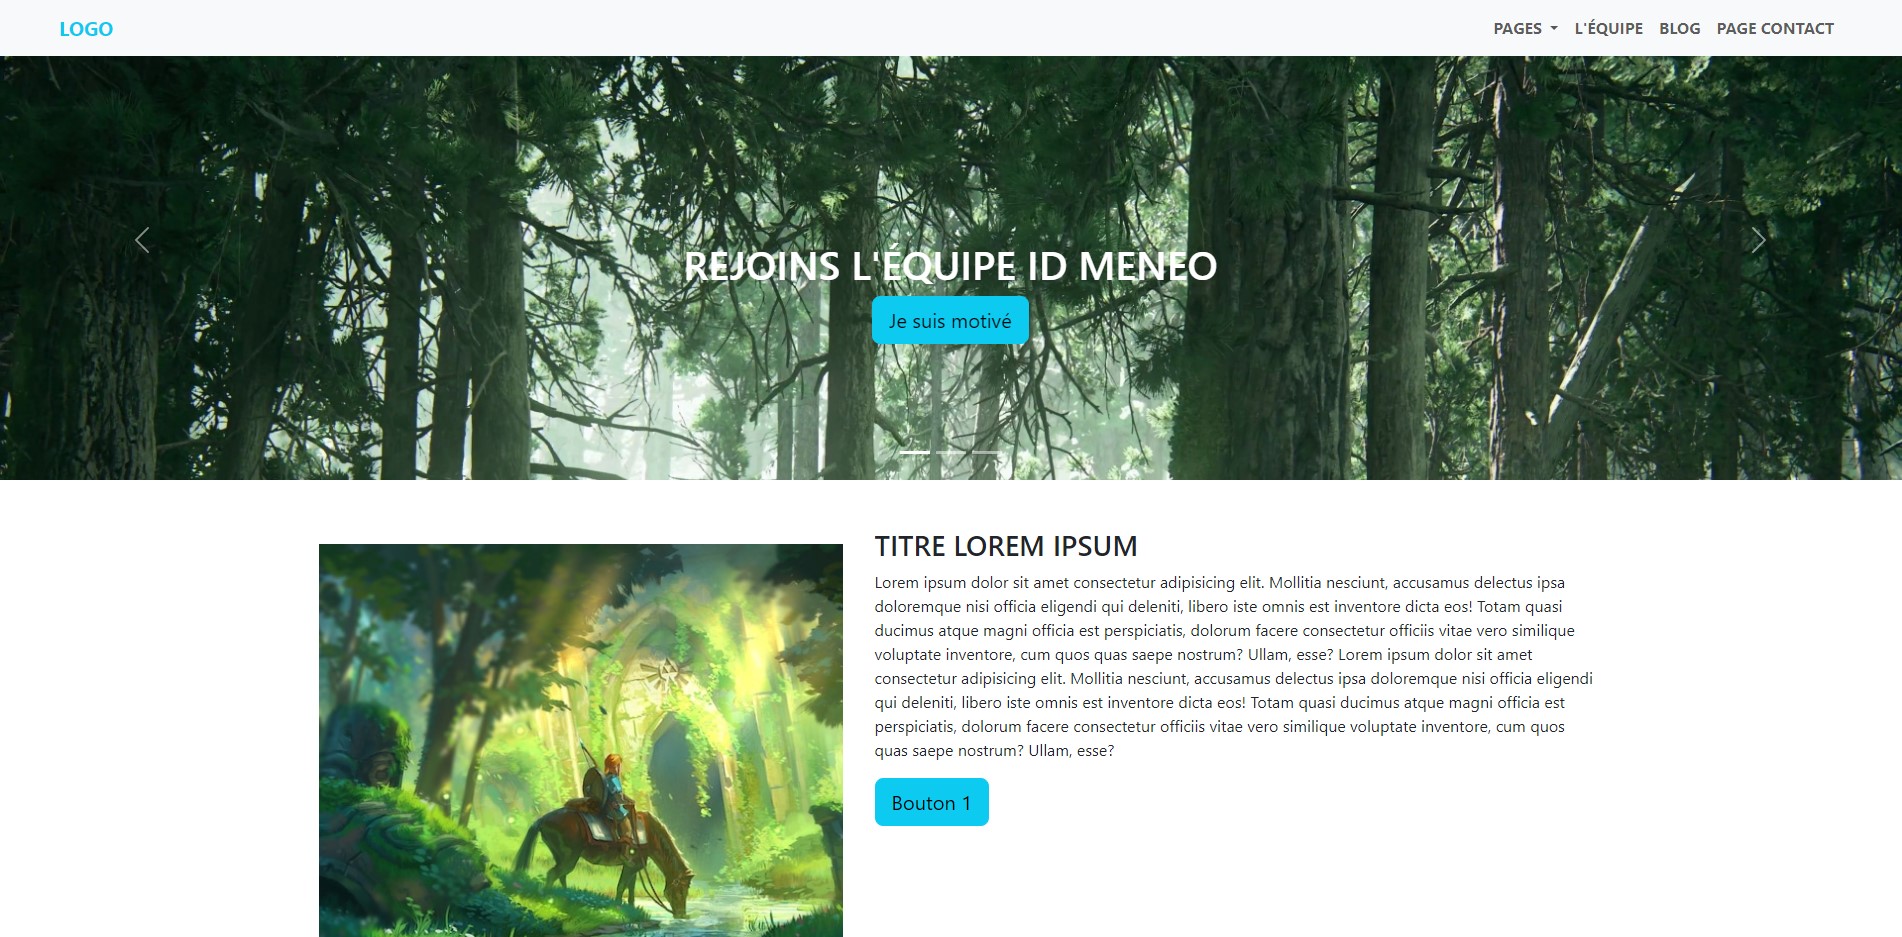 LOGO
PAGES L'ÉQUIPE BLOG PAGE CONTACT
REJOINS L'ÉQUIPE ID MENEO
Je suis motivé
TITRE LOREM IPSUM
Lorem ipsum dolor sit amet consectetur adipisicing elit. Mollitia nesciunt, accusamus delectus ipsa
doloremque nisi officia eligendi qui deleniti, libero iste omnis est inventore dicta eos! Totam quasi
ducimus atque magni officia est perspiciatis, dolorum facere consectetur officiis vitae vero similique
voluptate inventore, cum quos quas saepe nostrum? Ullam, esse? Lorem ipsum dolor sit amet
consectetur adipisicing elit. Mollitia nesciunt, accusamus delectus ipsa doloremque nisi officia eligendi
qui deleniti, libero iste omnis est inventore dicta eos! Totam quasi ducimus atque magni officia est
perspiciatis, dolorum facere consectetur officiis vitae vero similique voluptate inventore, cum quos
quas saepe nostrum? Ullam, esse?
Bouton 1